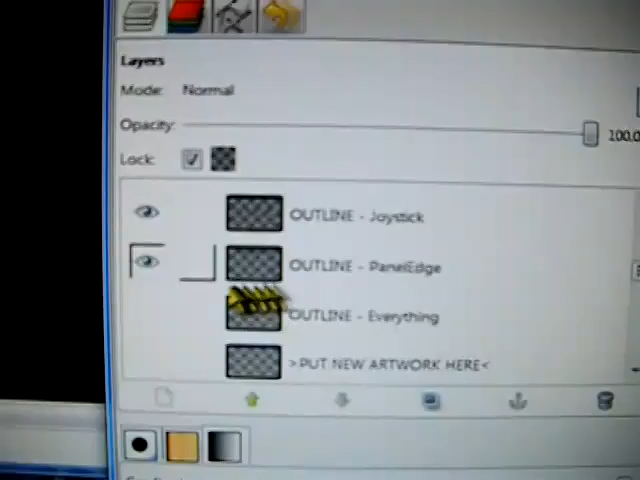 Layers
Mode: Normal
Opacity: 100.0
Lock:
OUTLINE - Joystick
OUTLINE - PanelEdge
OUTLINE - Everything
>PUT NEW ARTWORK HERE<